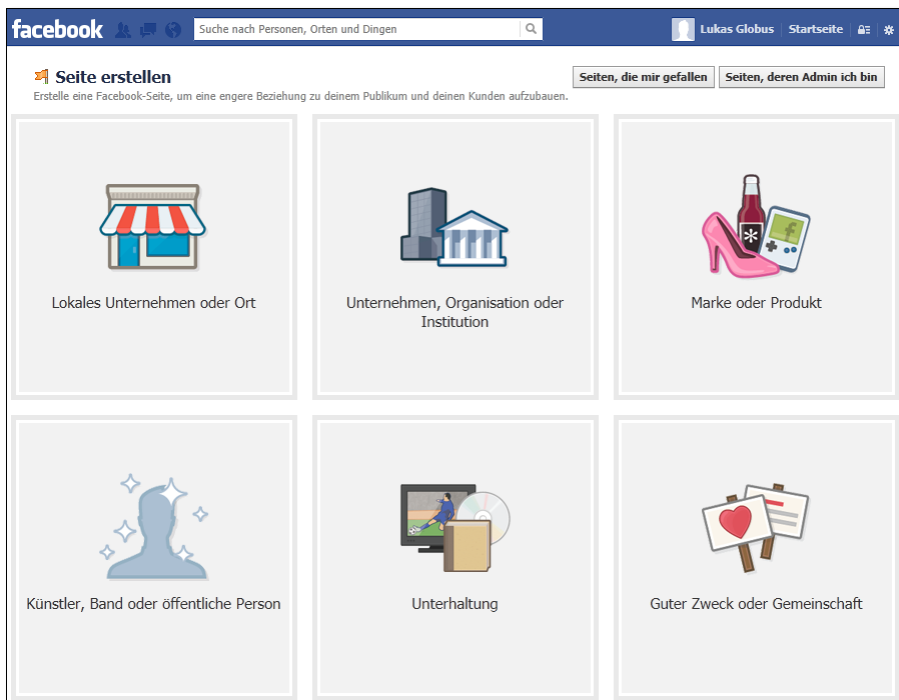 facebook
Suche nach Personen, Orten und Dingen
Lukas Globus
Startseite
Seite erstellen
Seiten, die mir gefallen
Seiten, deren Admin ich bin
Erstelle eine Facebook-Seite, um eine engere Beziehung zu deinem Publikum und deinen Kunden aufzubauen.
Lokales Unternehmen oder Ort
Unternehmen, Organisation oder
Institution
Marke oder Produkt
Künstler, Band oder öffentliche Person
Unterhaltung
Guter Zweck oder Gemeinschaft